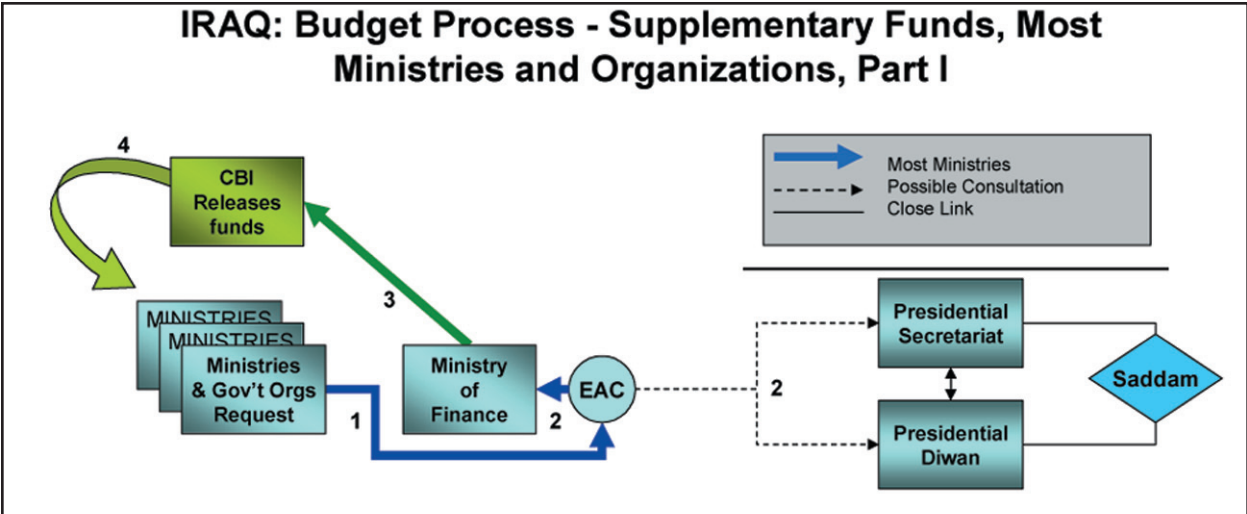 IRAQ: Budget Process - Supplementary Funds, Most
Ministries and Organizations, Part I
4
CBI
Releases
funds
Most Ministries
Possible Consultation
Close Link
3
MINISTRIES
MINISTRIES
Ministries
& Gov't Orgs
Request
1
Ministry
of
Finance
2
EAC
2
Presidential
Secretariat
Saddam
Presidential
Diwan